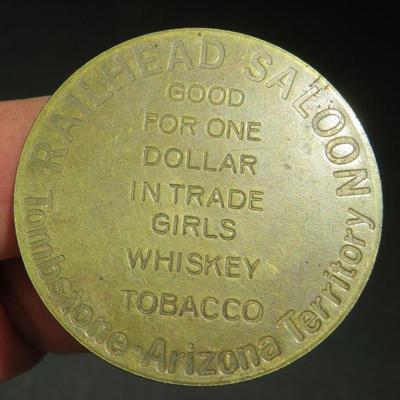 RAILHEAD SALOON
GOOD
FOR ONE
DOLLAR
IN TRADE
GIRLS
WHISKEY
TOBACCO
Tombstone-Arizona Territory